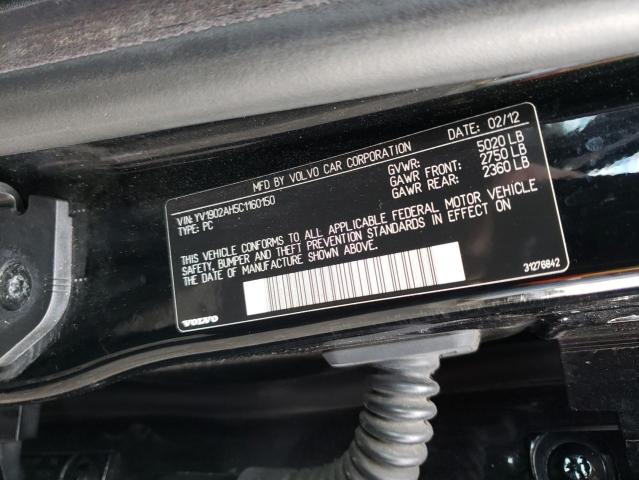 MFD BY VOLVO CAR CORPORATION DATE: 02/12
GVWR: 5020 LB
GAWR FRONT: 2750 LB
GAWR REAR: 2360 LB
VIN: YV1902AH5C1160150
TYPE: PC
THIS VEHICLE CONFORMS TO ALL APPLICABLE FEDERAL MOTOR VEHICLE
SAFETY, BUMPER AND THEFT PREVENTION STANDARDS IN EFFECT ON
THE DATE OF MANUFACTURE SHOWN ABOVE.
31276842
VOLVO